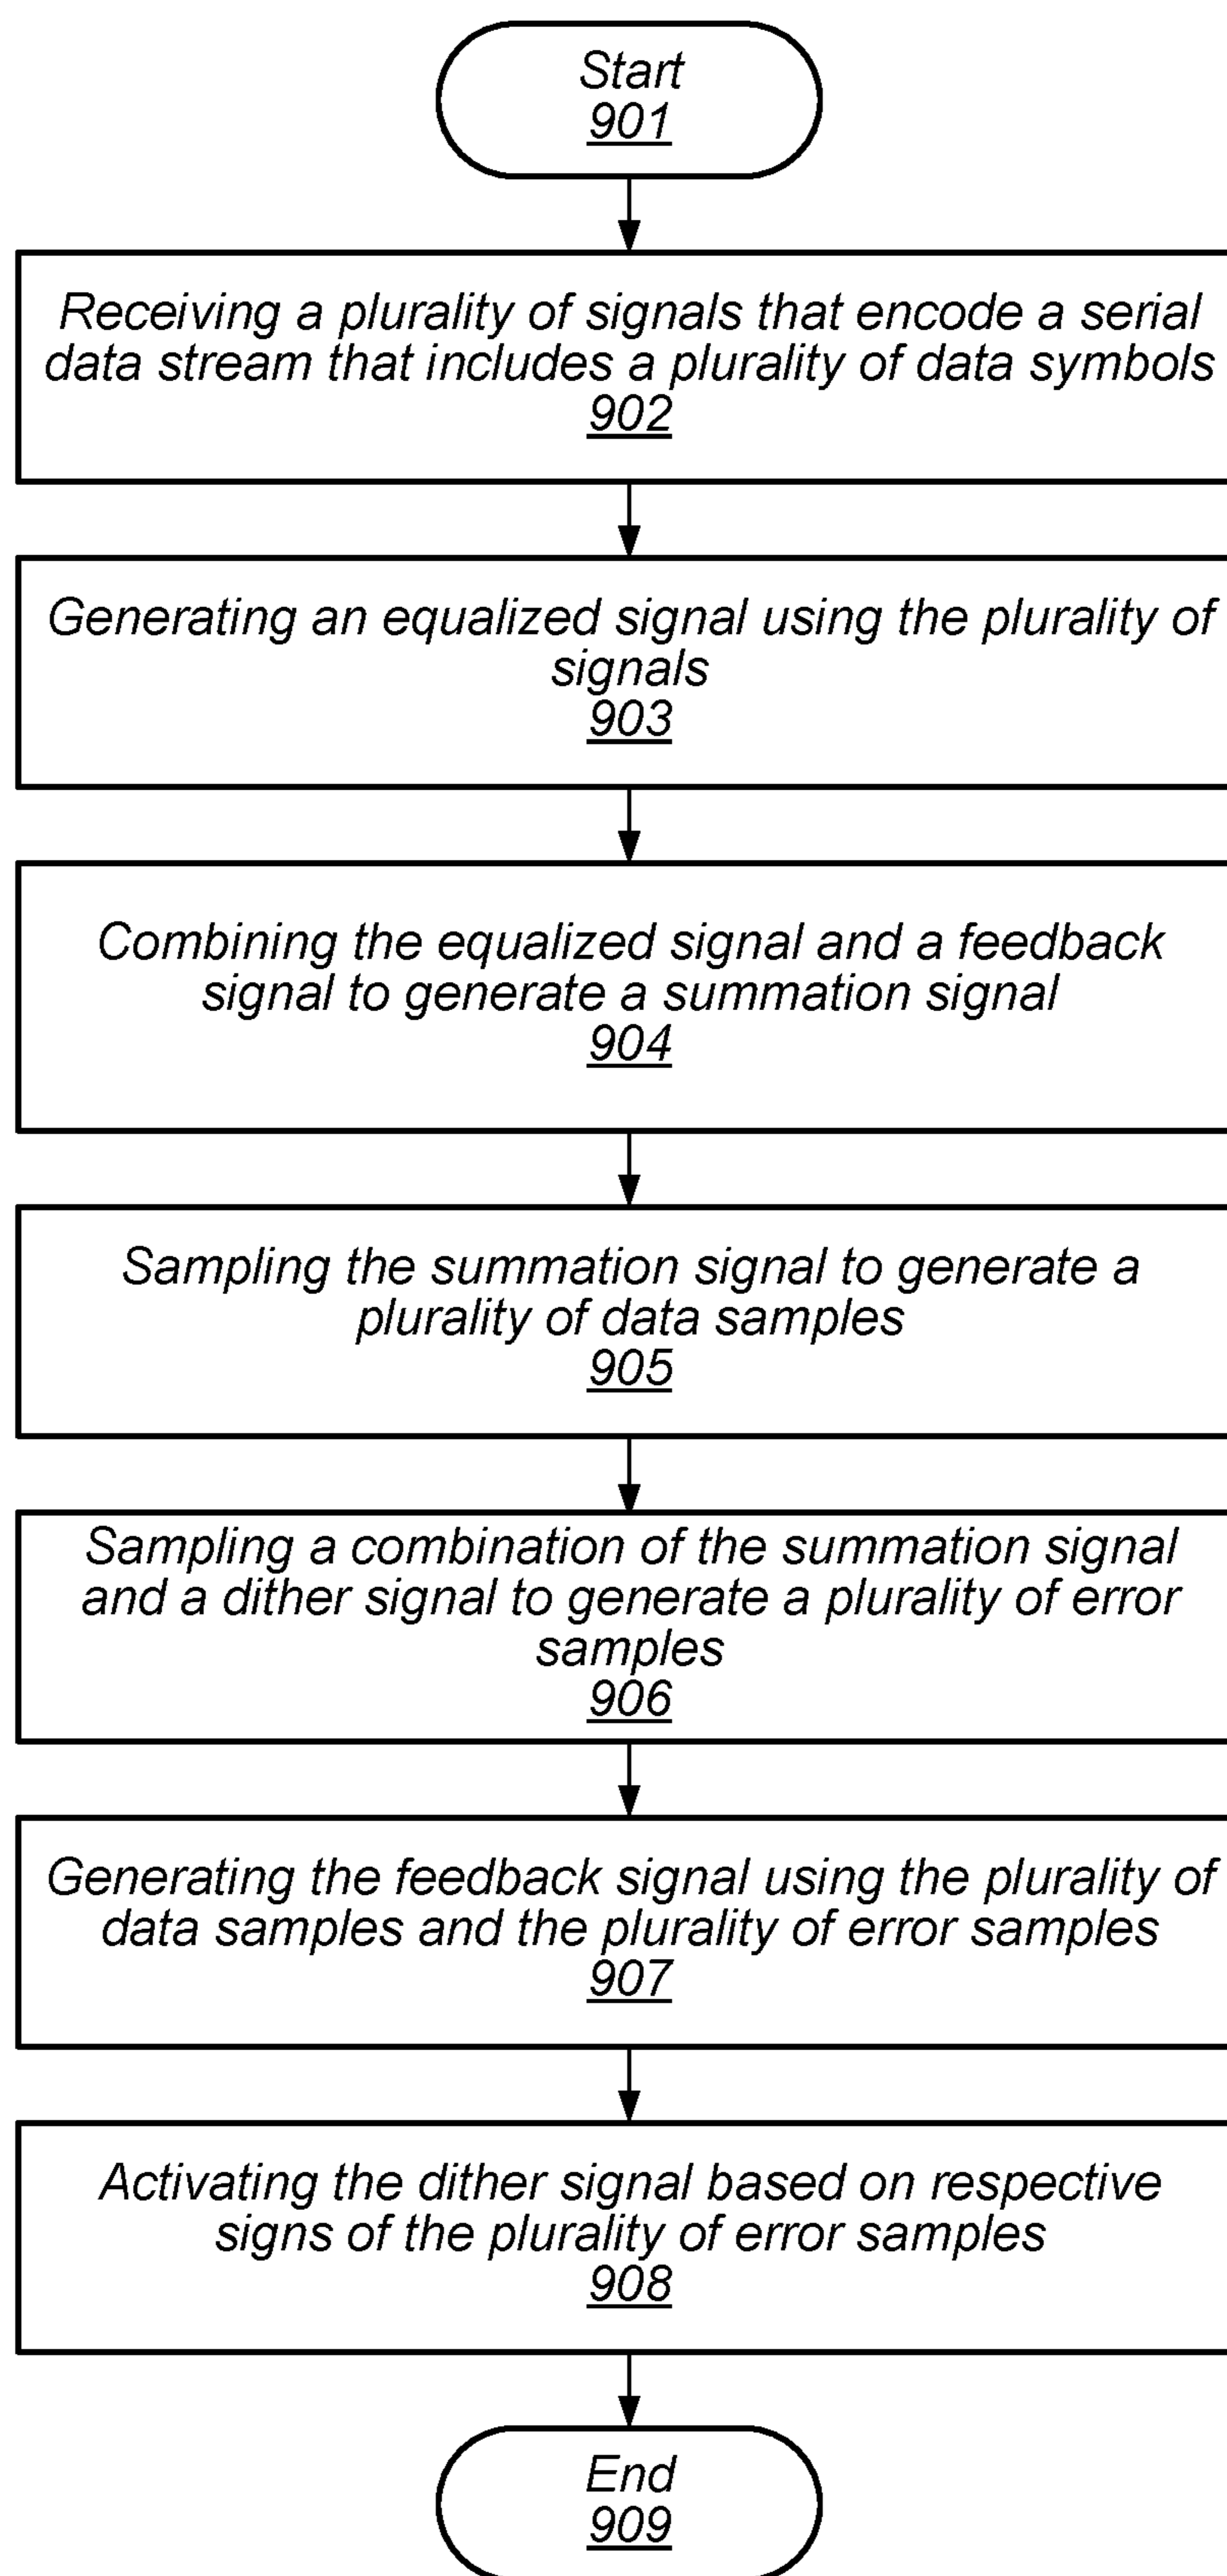 Start
901
Receiving a plurality of signals that encode a serial
data stream that includes a plurality of data symbols
902
Generating an equalized signal using the plurality of
signals
903
Combining the equalized signal and a feedback
signal to generate a summation signal
904
Sampling the summation signal to generate a
plurality of data samples
905
Sampling a combination of the summation signal
and a dither signal to generate a plurality of error
samples
906
Generating the feedback signal using the plurality of
data samples and the plurality of error samples
907
Activating the dither signal based on respective
signs of the plurality of error samples
908
End
909